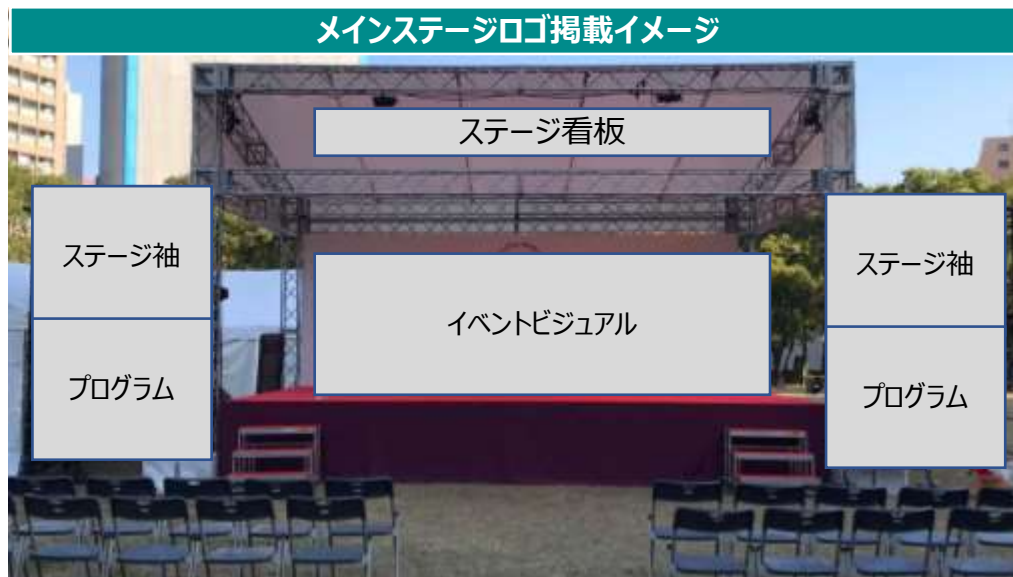 メインステージロゴ掲載イメージ
ステージ看板
ステージ袖
ステージ袖
イベントビジュアル
プログラム
プログラム